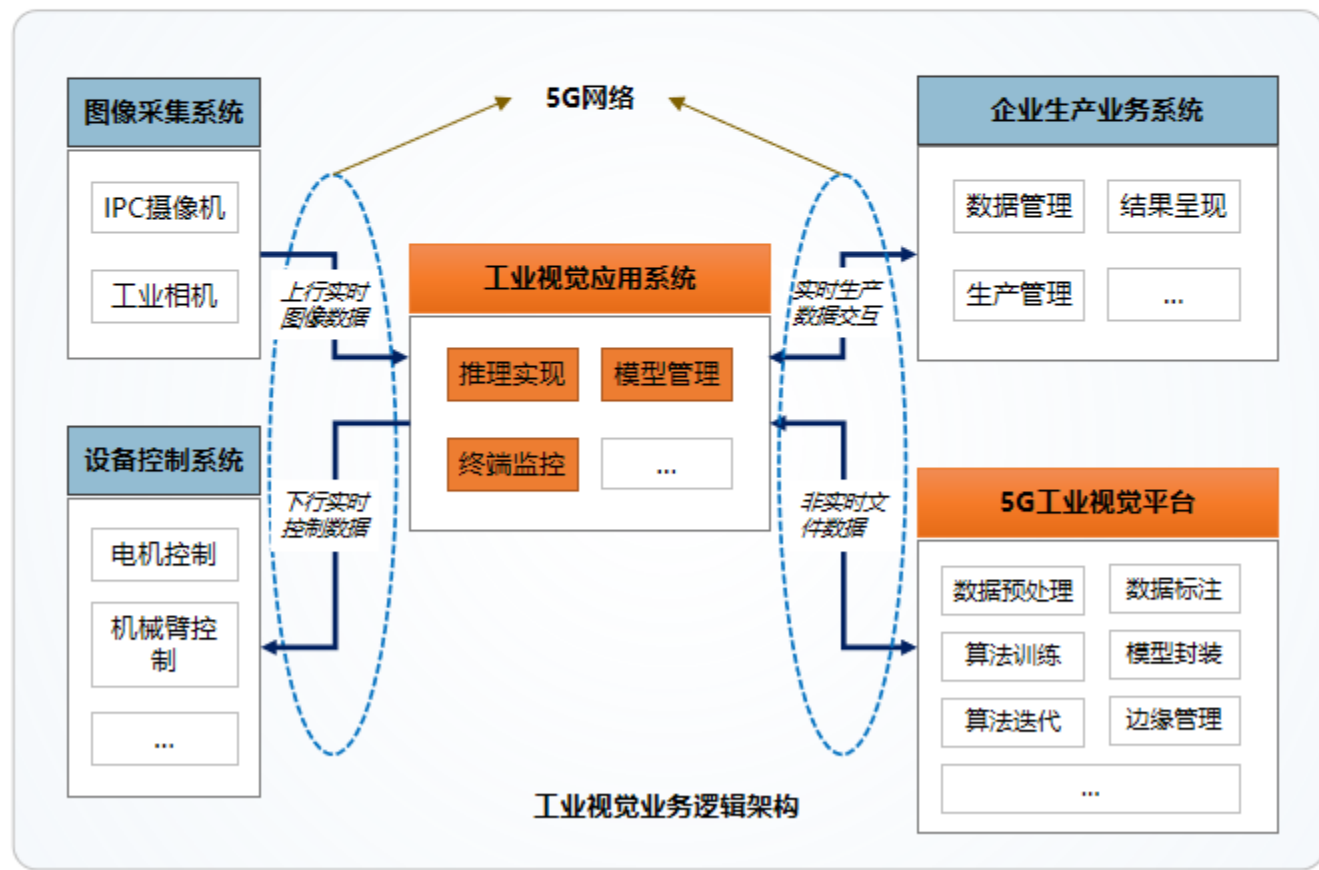 5G网络
图像采集系统
IPC摄像机
工业相机
上行实时
图像数据
设备控制系统
电机控制
机械臂控
制
...
下行实时
控制数据
工业视觉应用系统
推理实现
模型管理
终端监控
...
实时生产
数据交互
非实时文
件数据
企业生产业务系统
数据管理
结果呈现
生产管理
...
5G工业视觉平台
数据预处理
数据标注
算法训练
模型封装
算法迭代
边缘管理
...
工业视觉业务逻辑架构